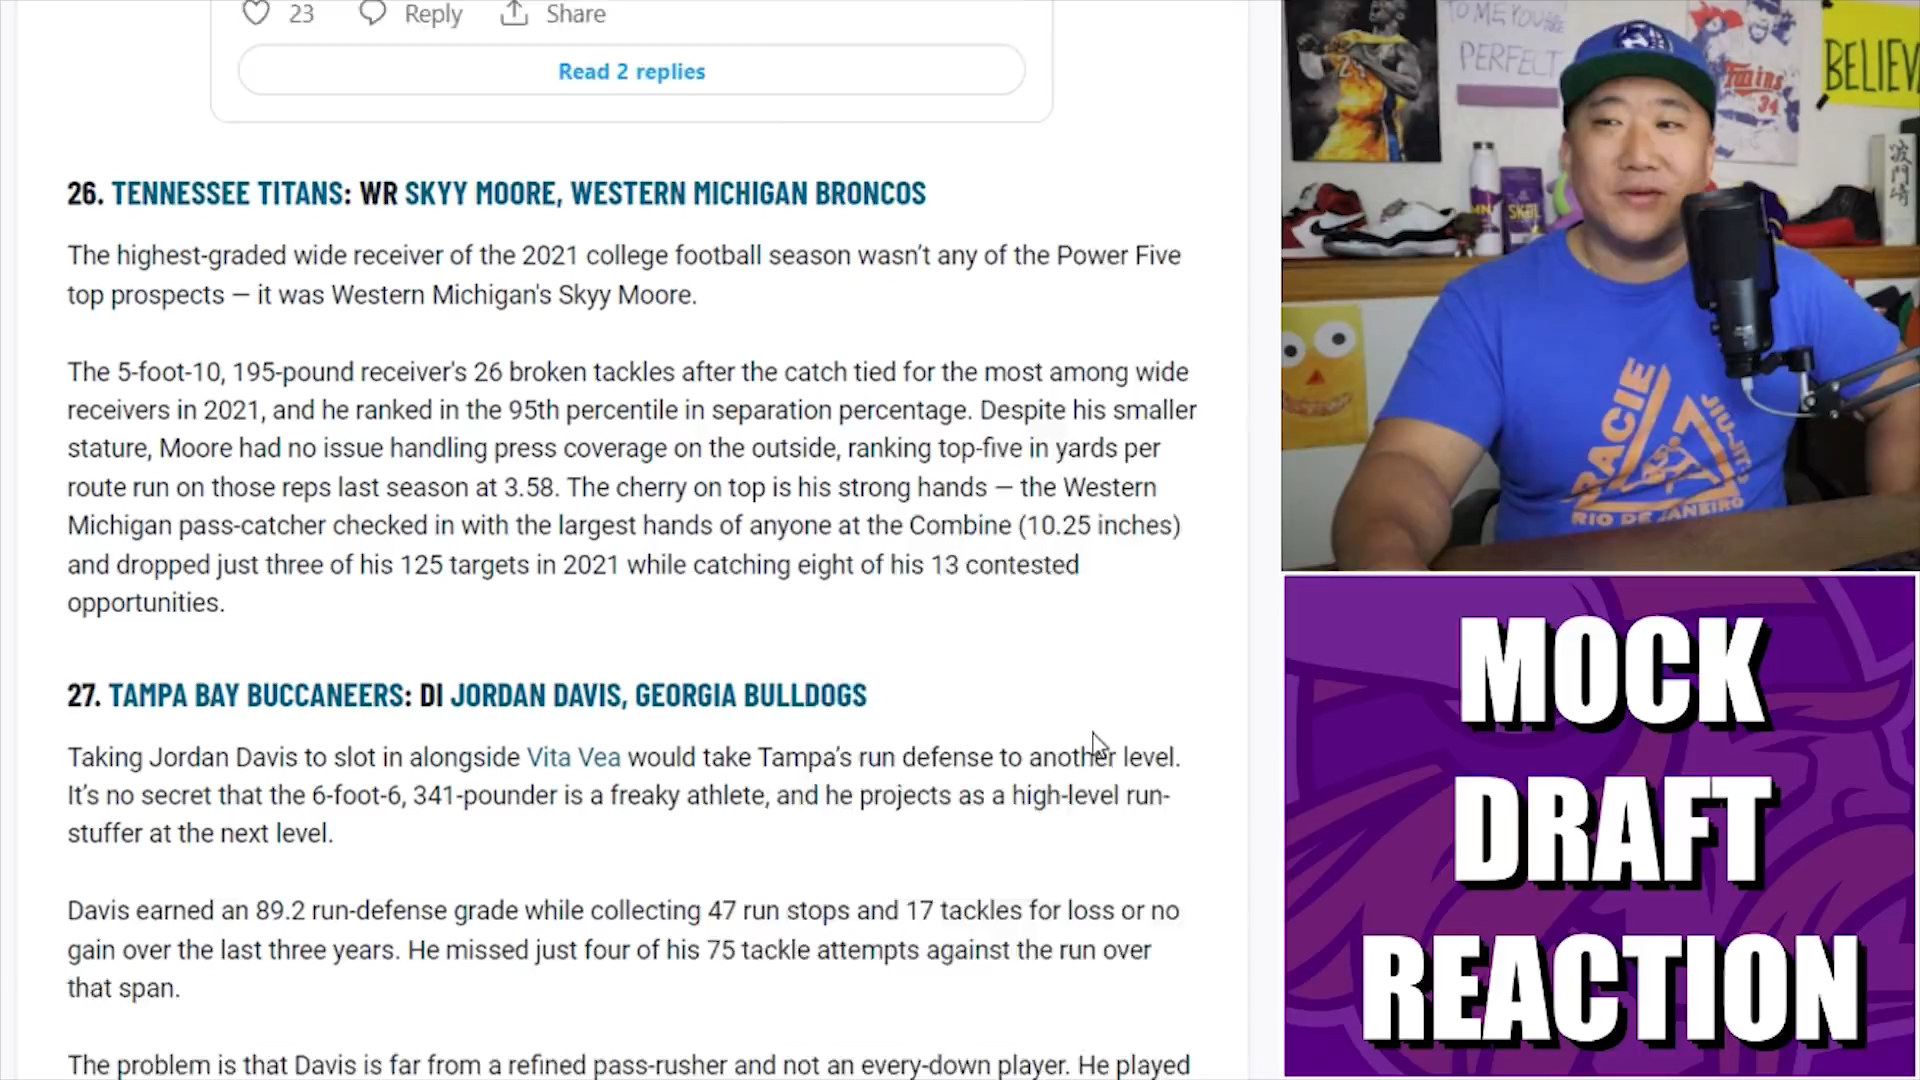 23 Reply Share
Read 2 replies
26. TENNESSEE TITANS: WR SKYY MOORE, WESTERN MICHIGAN BRONCOS
The highest-graded wide receiver of the 2021 college football season wasn’t any of the Power Five
top prospects — it was Western Michigan's Skyy Moore.
The 5-foot-10, 195-pound receiver's 26 broken tackles after the catch tied for the most among wide
receivers in 2021, and he ranked in the 95th percentile in separation percentage. Despite his smaller
stature, Moore had no issue handling press coverage on the outside, ranking top-five in yards per
route run on those reps last season at 3.58. The cherry on top is his strong hands — the Western
Michigan pass-catcher checked in with the largest hands of anyone at the Combine (10.25 inches)
and dropped just three of his 125 targets in 2021 while catching eight of his 13 contested
opportunities.
27. TAMPA BAY BUCCANEERS: DI JORDAN DAVIS, GEORGIA BULLDOGS
Taking Jordan Davis to slot in alongside Vita Vea would take Tampa’s run defense to another level.
It’s no secret that the 6-foot-6, 341-pounder is a freaky athlete, and he projects as a high-level run-
stuffer at the next level.
Davis earned an 89.2 run-defense grade while collecting 47 run stops and 17 tackles for loss or no
gain over the last three years. He missed just four of his 75 tackle attempts against the run over
that span.
The problem is that Davis is far from a refined pass-rusher and not an every-down player. He played
TO ME YOU ARE
PERFECT
Twins
34
BELIEV
24
MN
SKOL
RACIE
JIU-JIT
RIO DE JANEIRO
MOCK
DRAFT
REACTION